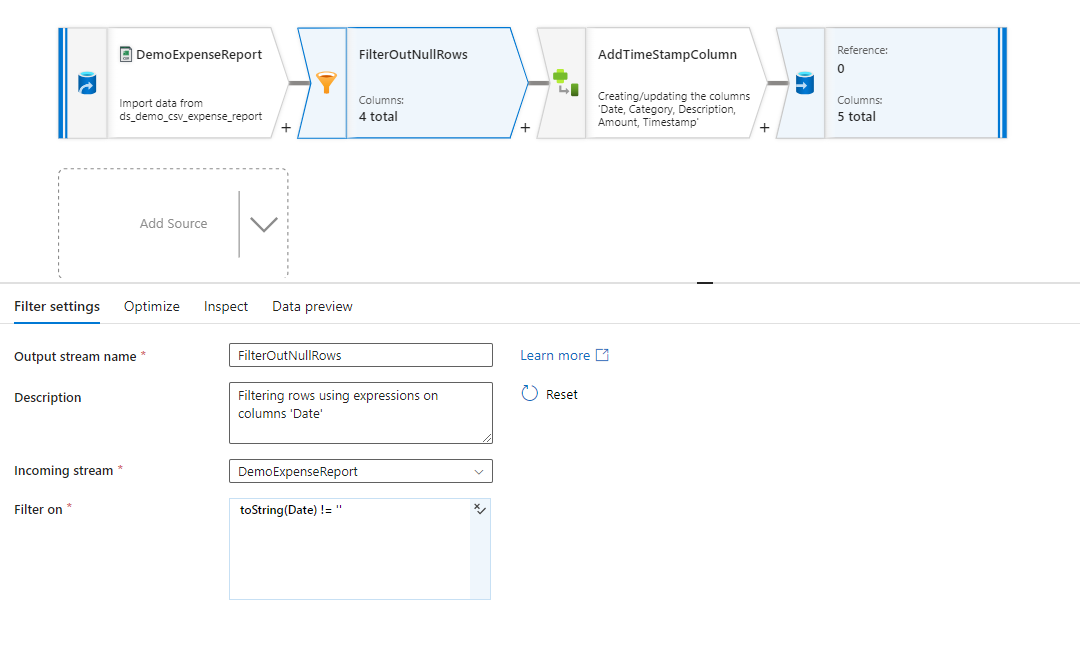 DemoExpenseReport
Import data from
ds_demo_csv_expense_report
+
FilterOutNullRows
Columns:
4 total
+
AddTimeStampColumn
Creating/updating the columns
'Date, Category, Description,
Amount, Timestamp'
+
Reference:
0
Columns:
5 total
Add Source
Filter settings Optimize Inspect Data preview
Output stream name * FilterOutNullRows Learn more
Description Filtering rows using expressions on
columns 'Date'
Reset
Incoming stream * DemoExpenseReport
Filter on * toString(Date) != ''